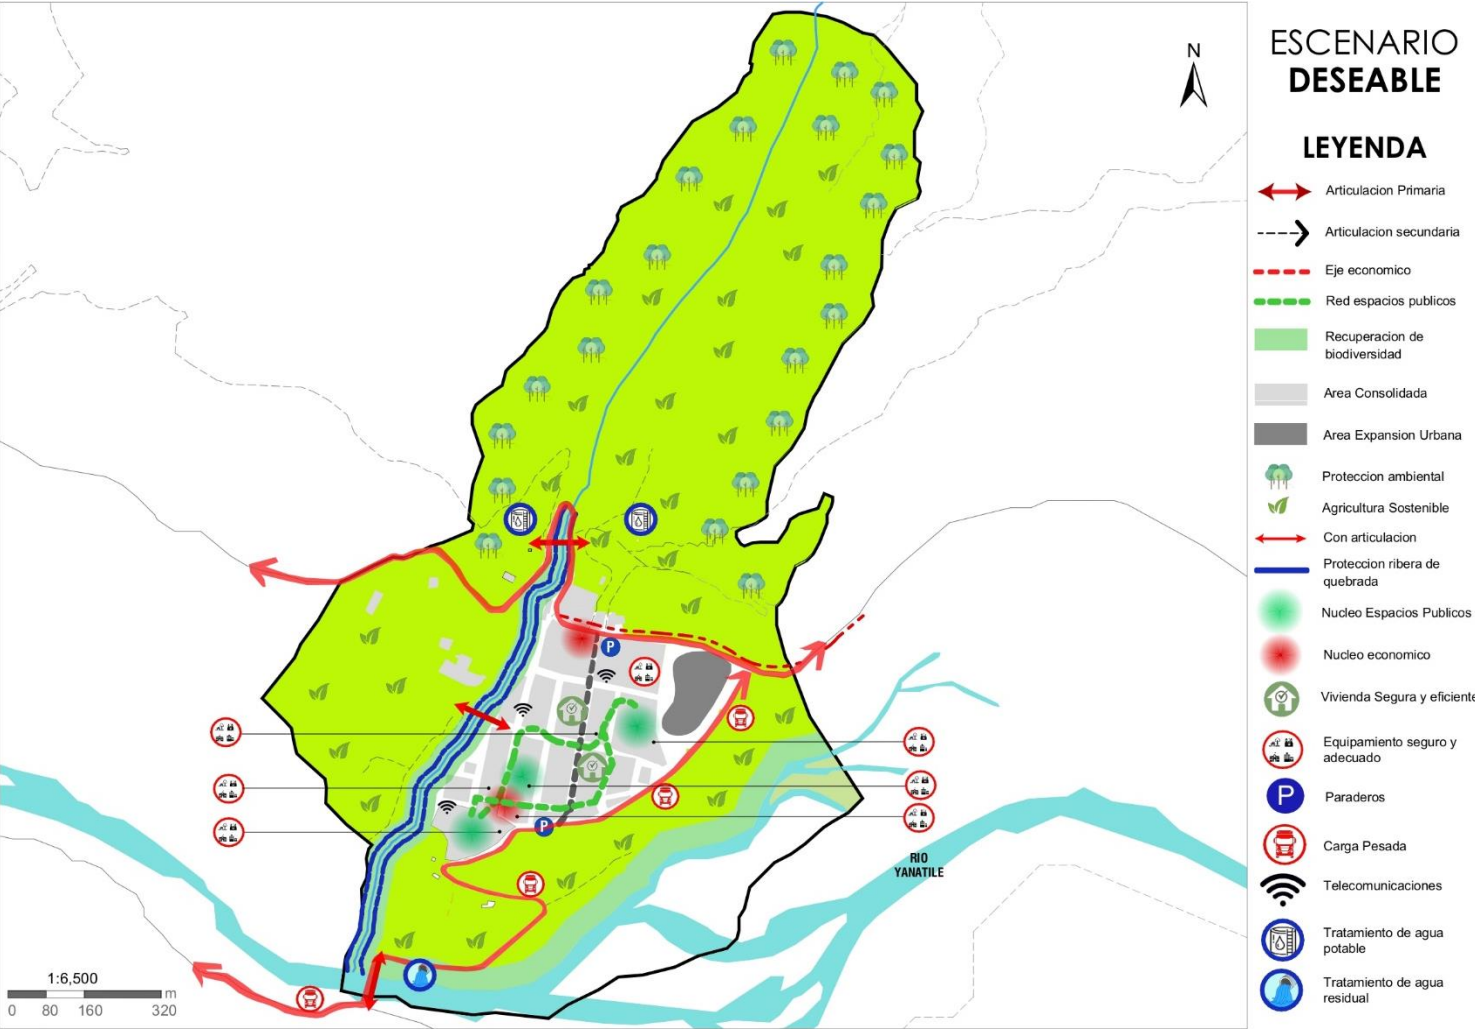 ESCENARIO
DESEABLE
LEYENDA
Articulacion Primaria
Articulacion secundaria
Eje economico
Red espacios publicos
Recuperacion de
biodiversidad
Area Consolidada
Area Expansion Urbana
Proteccion ambiental
Agricultura Sostenible
Con articulacion
Proteccion ribera de
quebrada
Nucleo Espacios Publicos
Nucleo economico
Vivienda Segura y eficiente
Equipamiento seguro y
adecuado
P
Paraderos
Carga Pesada
Telecomunicaciones
Tratamiento de agua
potable
Tratamiento de agua
residual
N
P
P
RIO
YANATILE
1:6,500
m
0 80 160 320